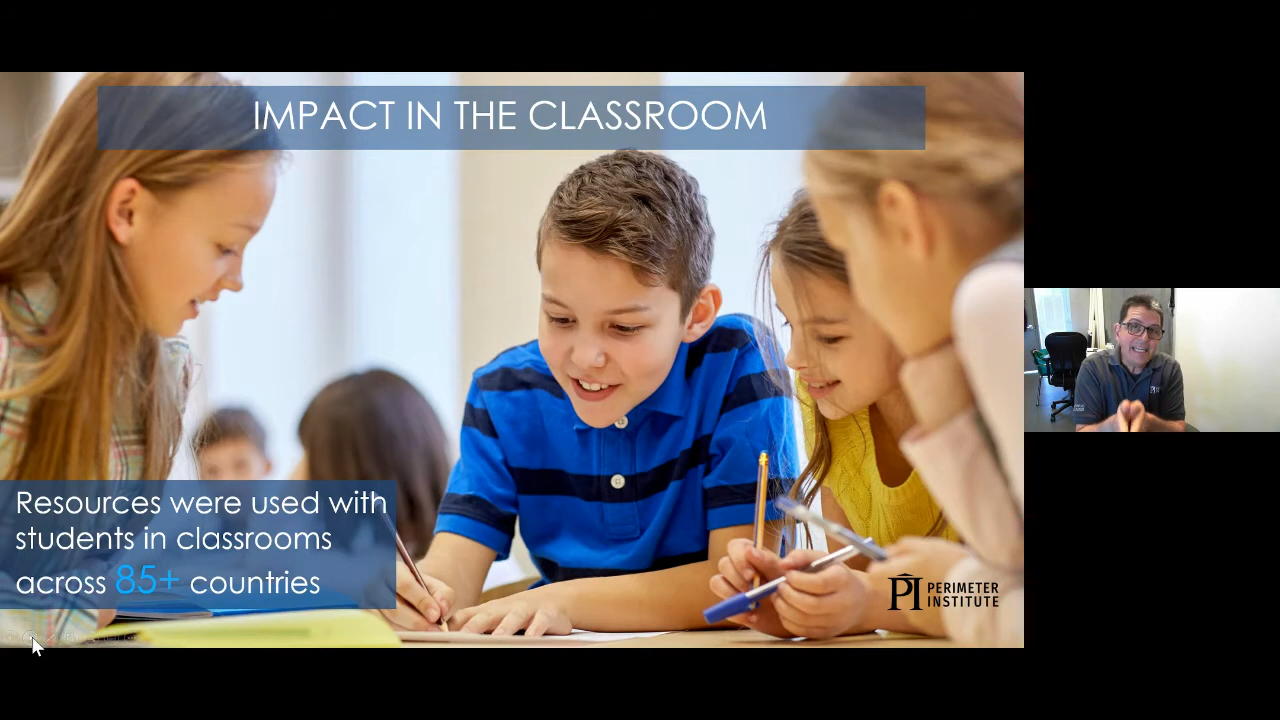 IMPACT IN THE CLASSROOM
Resources were used with
students in classrooms
across 85+ countries
PI PERIMETER
INSTITUTE